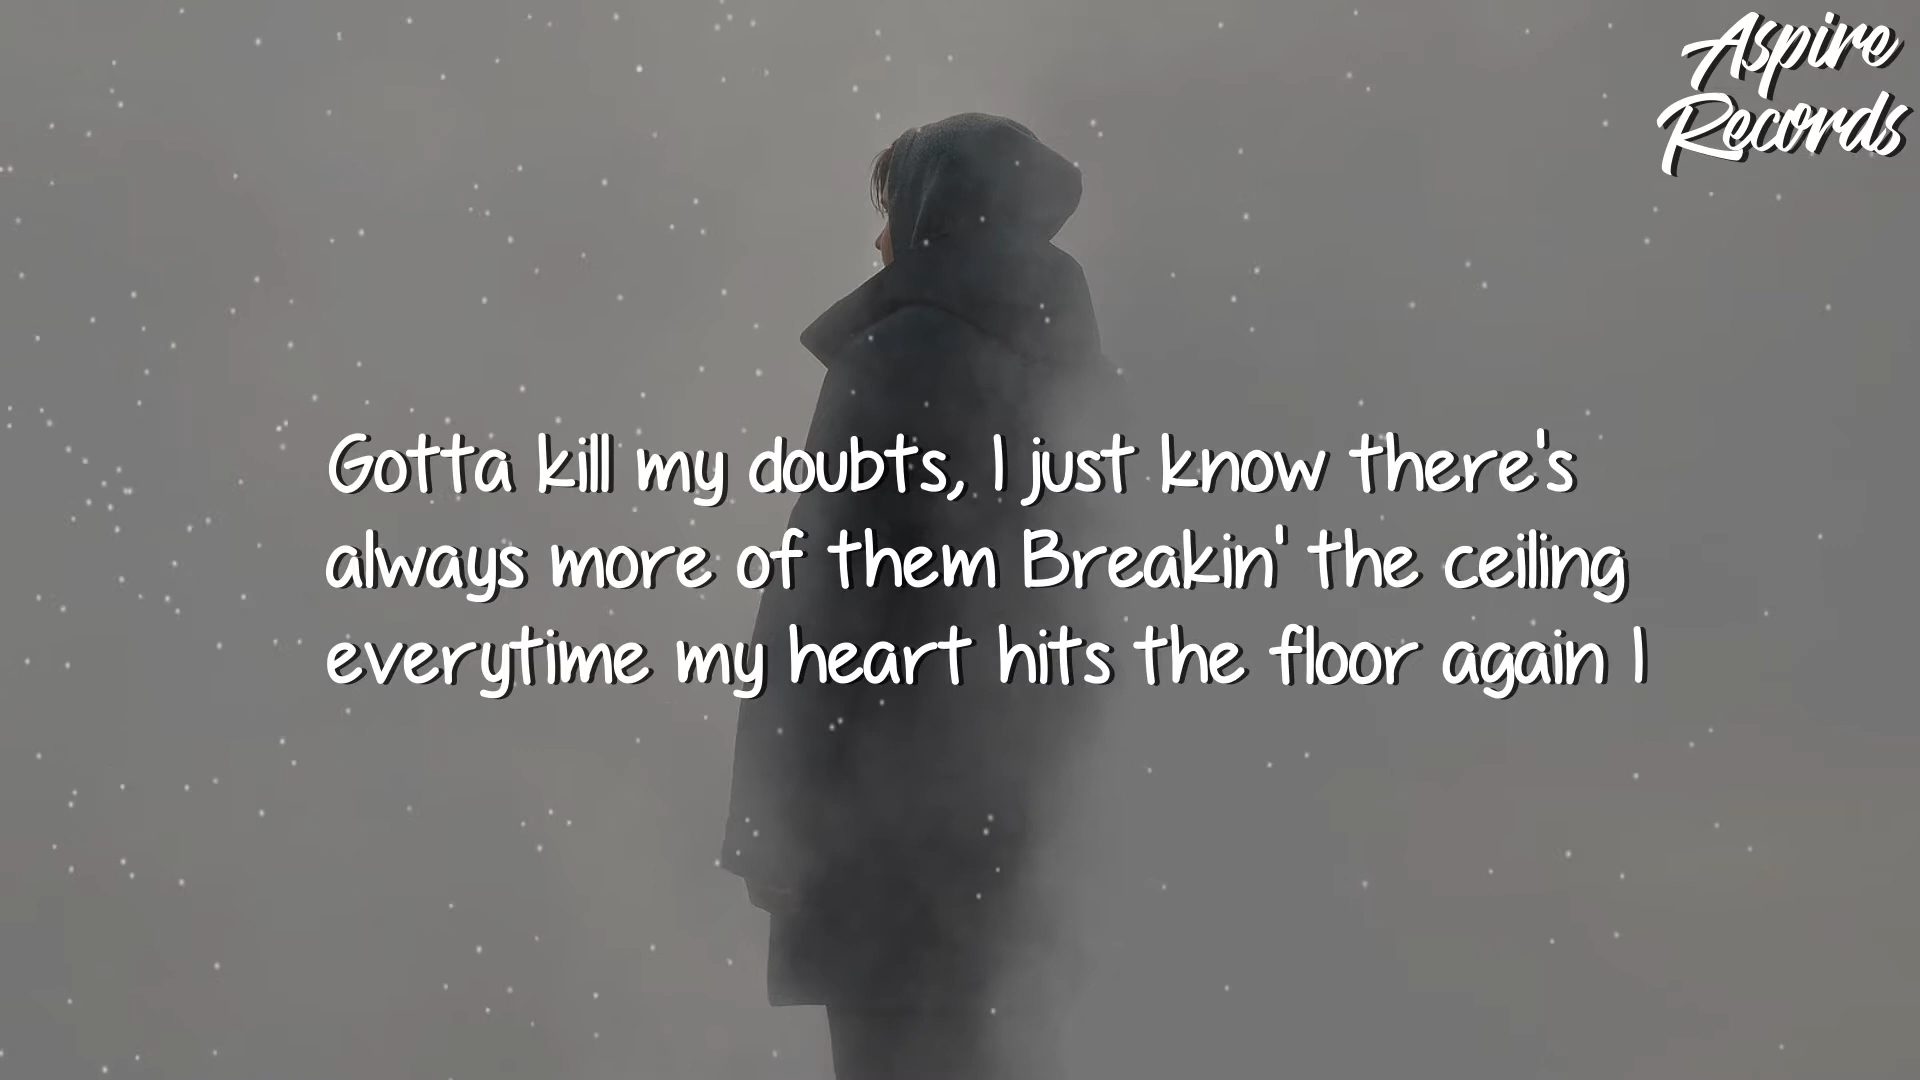 Aspire
Records
Gotta kill my doubts, I just know there's
always more of them Breakin' the ceiling
everytime my heart hits the floor again I